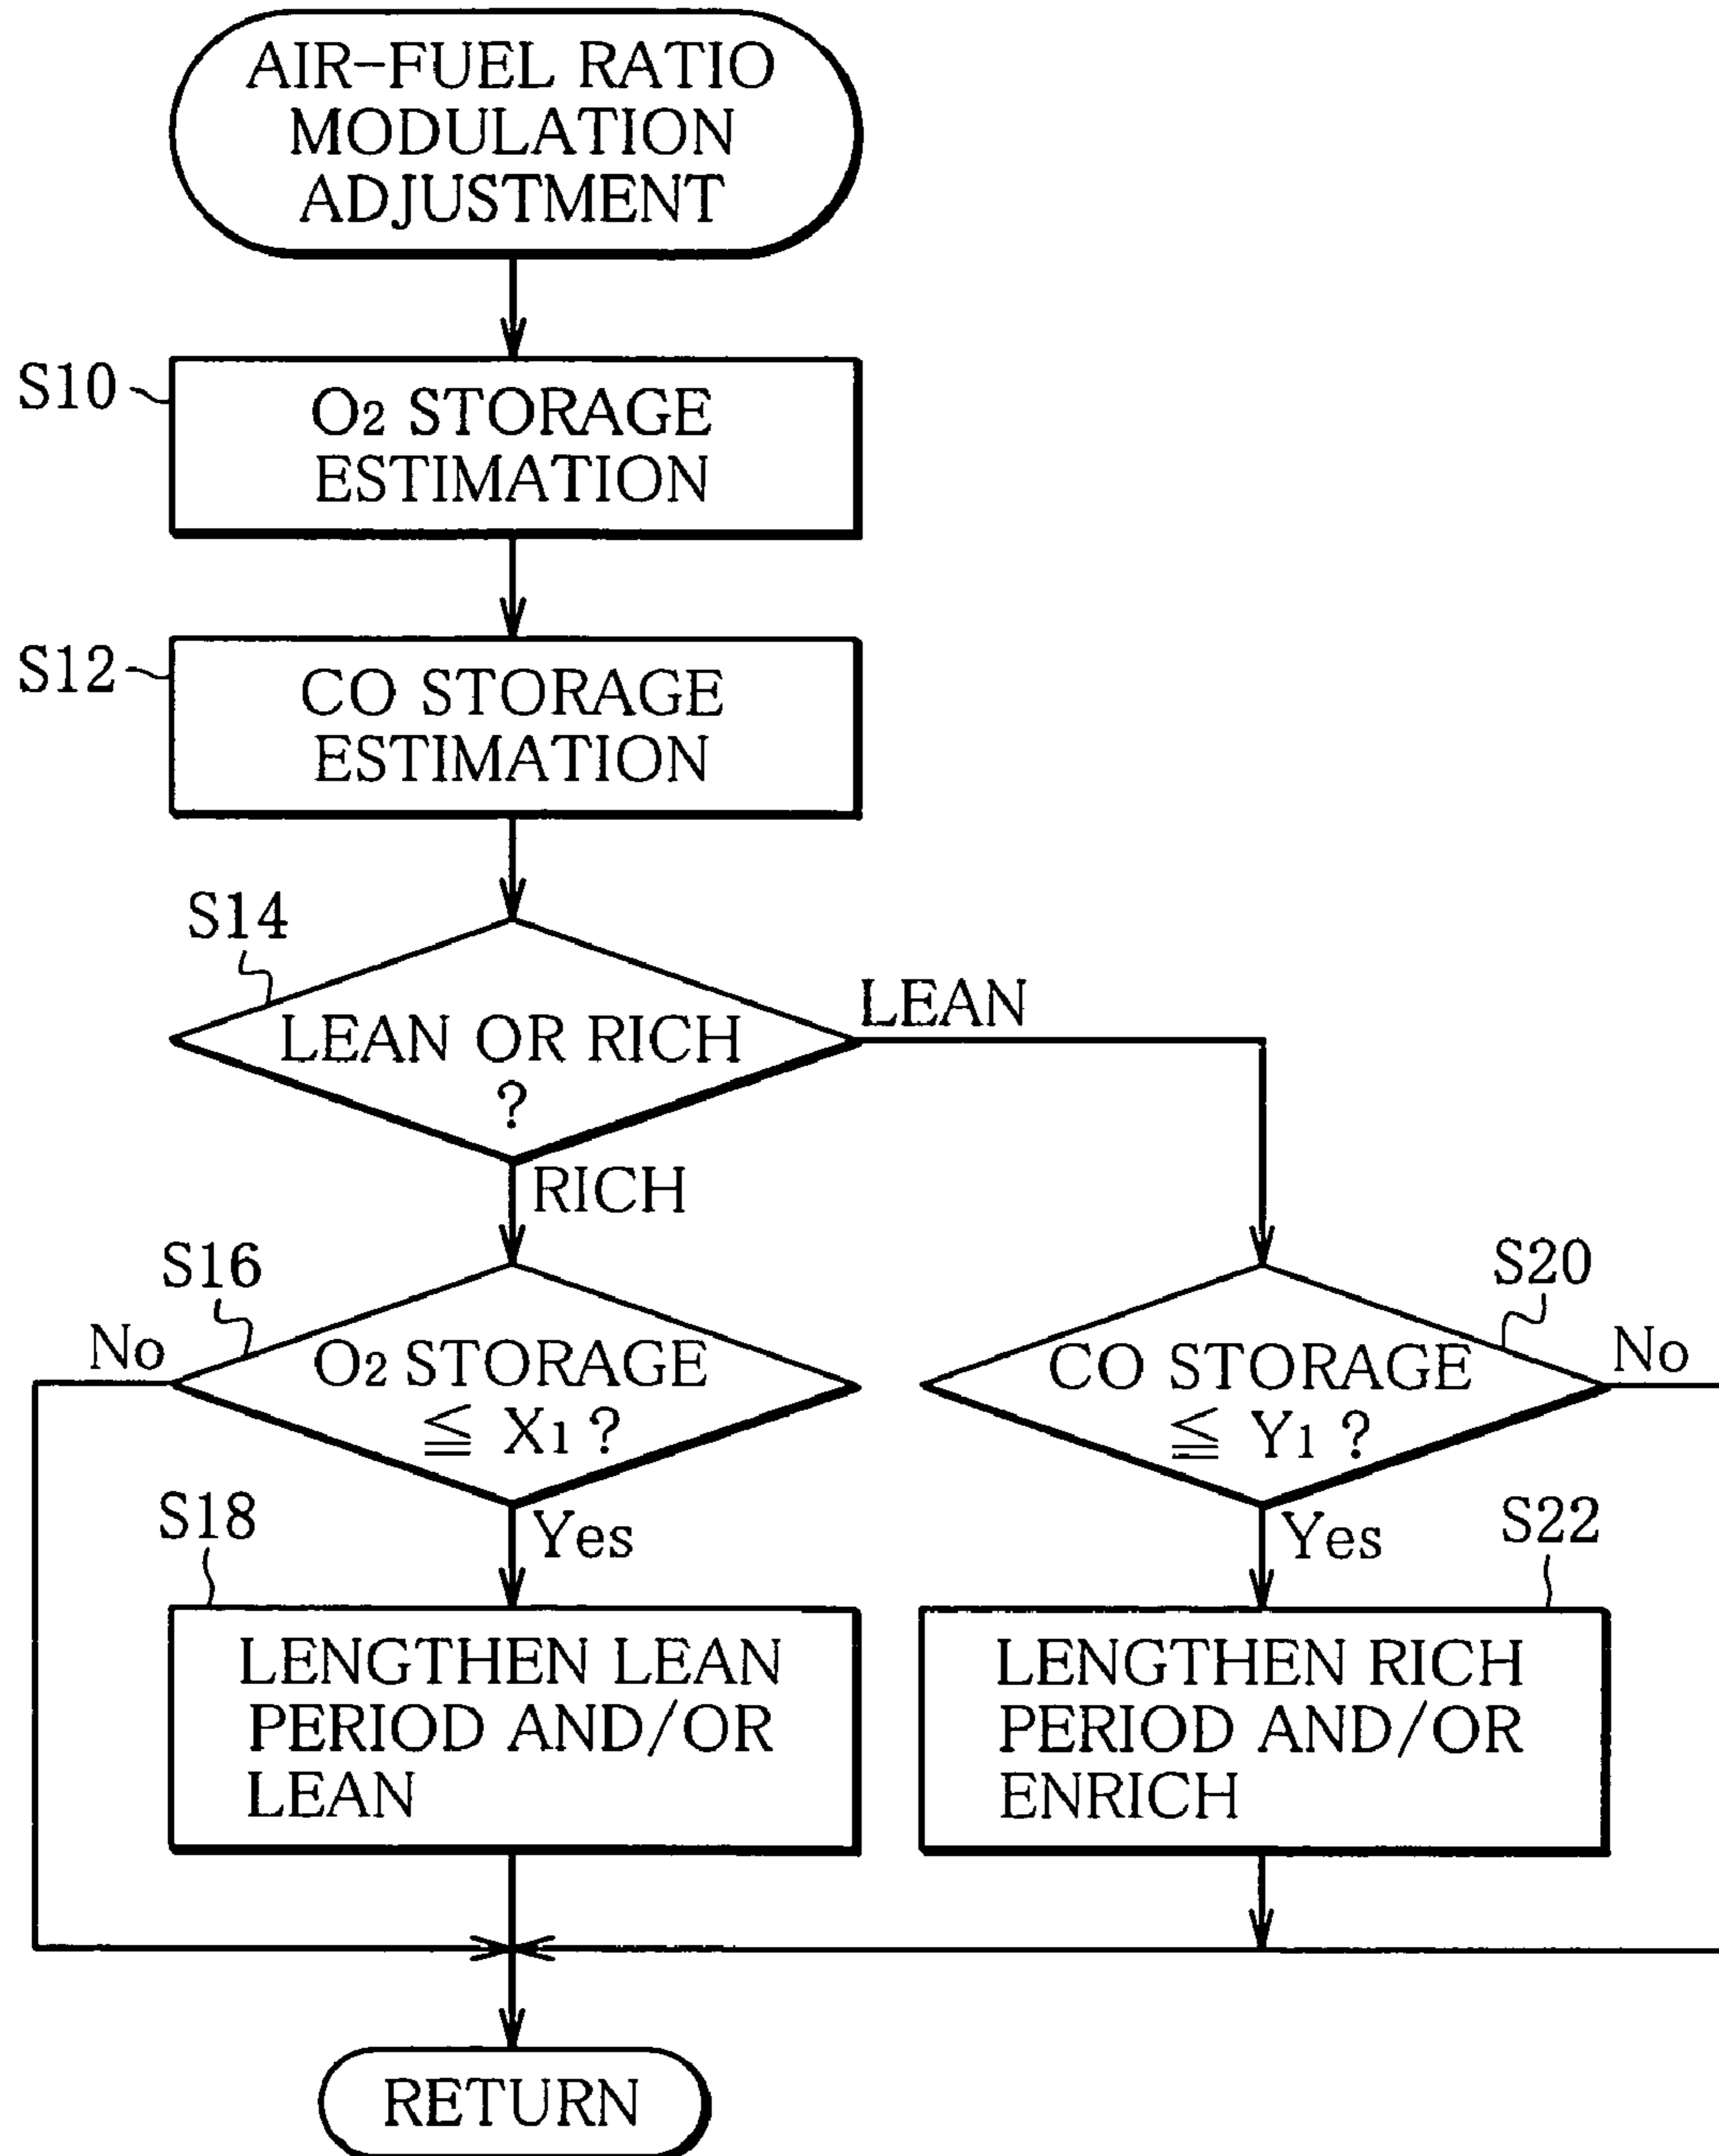 AIR-FUEL RATIO
MODULATION
ADJUSTMENT
S10
O2 STORAGE
ESTIMATION
S12
CO STORAGE
ESTIMATION
S14
LEAN OR RICH
?
LEAN
RICH
S16
No
O2 STORAGE
≦ X1 ?
Yes
S20
CO STORAGE
≦ Y1 ?
No
Yes
S18
LENGTHEN LEAN
PERIOD AND/OR
LEAN
S22
LENGTHEN RICH
PERIOD AND/OR
ENRICH
RETURN